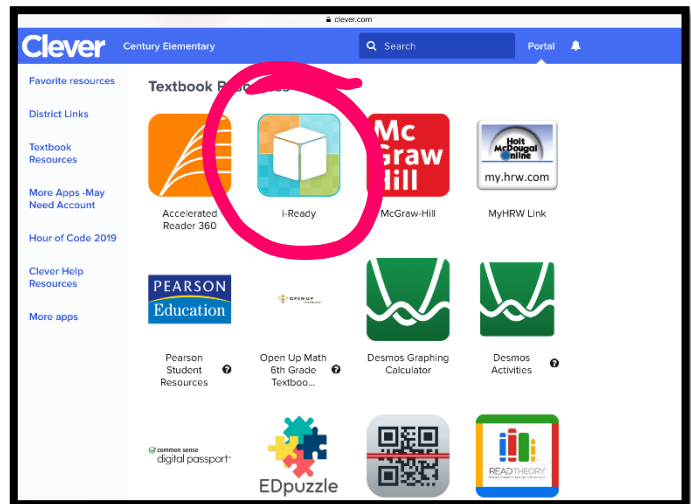 clever.com
Clever
Century Elementary
Search
Portal
Favorite resources
District Links
Textbook
Resources
More Apps -May
Need Account
Hour of Code 2019
Clever Help
Resources
More apps
Textbook
Accelerated
Reader 360
i-Ready
Mc
Graw
Hill
McGraw-Hill
Holt
McDougal
Online
my.hrw.com
MyHRW Link
PEARSON
Education
Pearson
Student
Resources
?
OPEN UP
Open Up Math
6th Grade
Textboo...
?
Desmos Graphing
Calculator
Desmos
Activities
?
common sense
digital passport™
EDpuzzle
READTHEORY